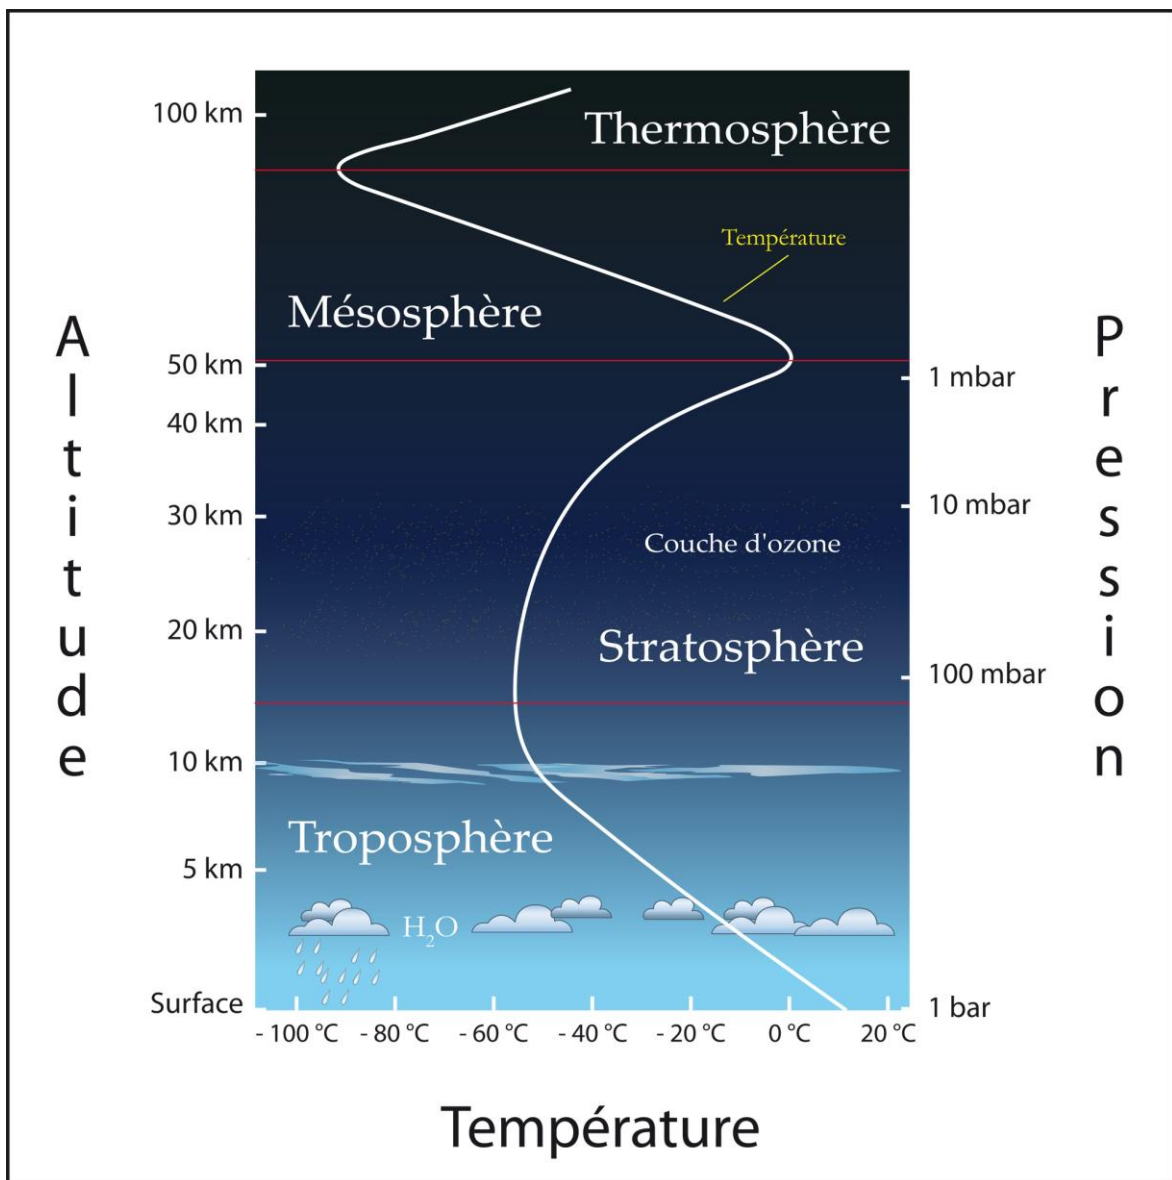 100 km
Thermosphère
Température
Mésosphère
Altitude
Pression
50 km
1 mbar
40 km
30 km
10 mbar
Couche d'ozone
20 km
Stratosphère
100 mbar
10 km
Troposphère
5 km
H₂O
Surface
1 bar
- 100 °C - 80 °C - 60 °C - 40 °C - 20 °C 0 °C 20 °C
Température